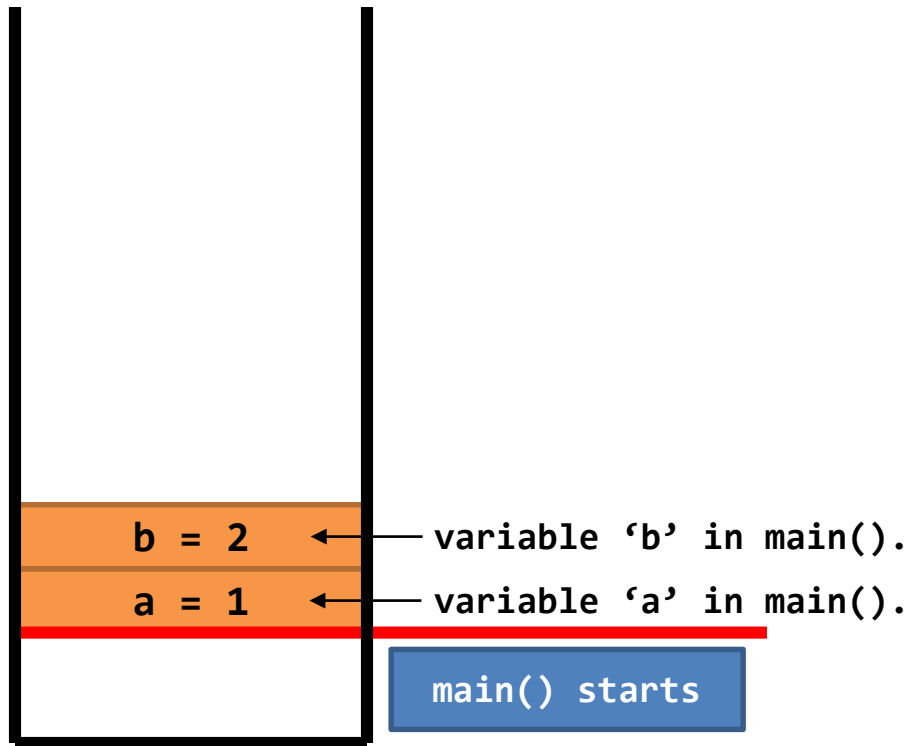 b = 2
variable ‘b’ in main().
a = 1
variable ‘a’ in main().
main() starts